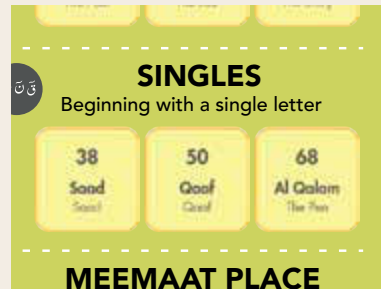 SINGLES
قٓ نٓ
Beginning with a single letter
38 50 68
Saad Qaaf Al Qalam
Saad Qaaf The Pen
MEEMAAT PLACE